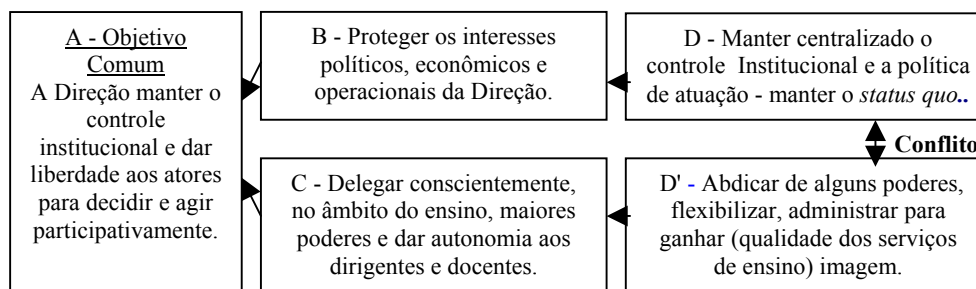 A - Objetivo
Comum
A Direção manter o
controle
institucional e dar
liberdade aos atores
para decidir e agir
participativamente.
B - Proteger os interesses
políticos, econômicos e
operacionais da Direção.
D - Manter centralizado o
controle Institucional e a política
de atuação - manter o status quo..
Conflito
C - Delegar conscientemente,
no âmbito do ensino, maiores
poderes e dar autonomia aos
dirigentes e docentes.
D' - Abdicar de alguns poderes,
flexibilizar, administrar para
ganhar (qualidade dos serviços
de ensino) imagem.